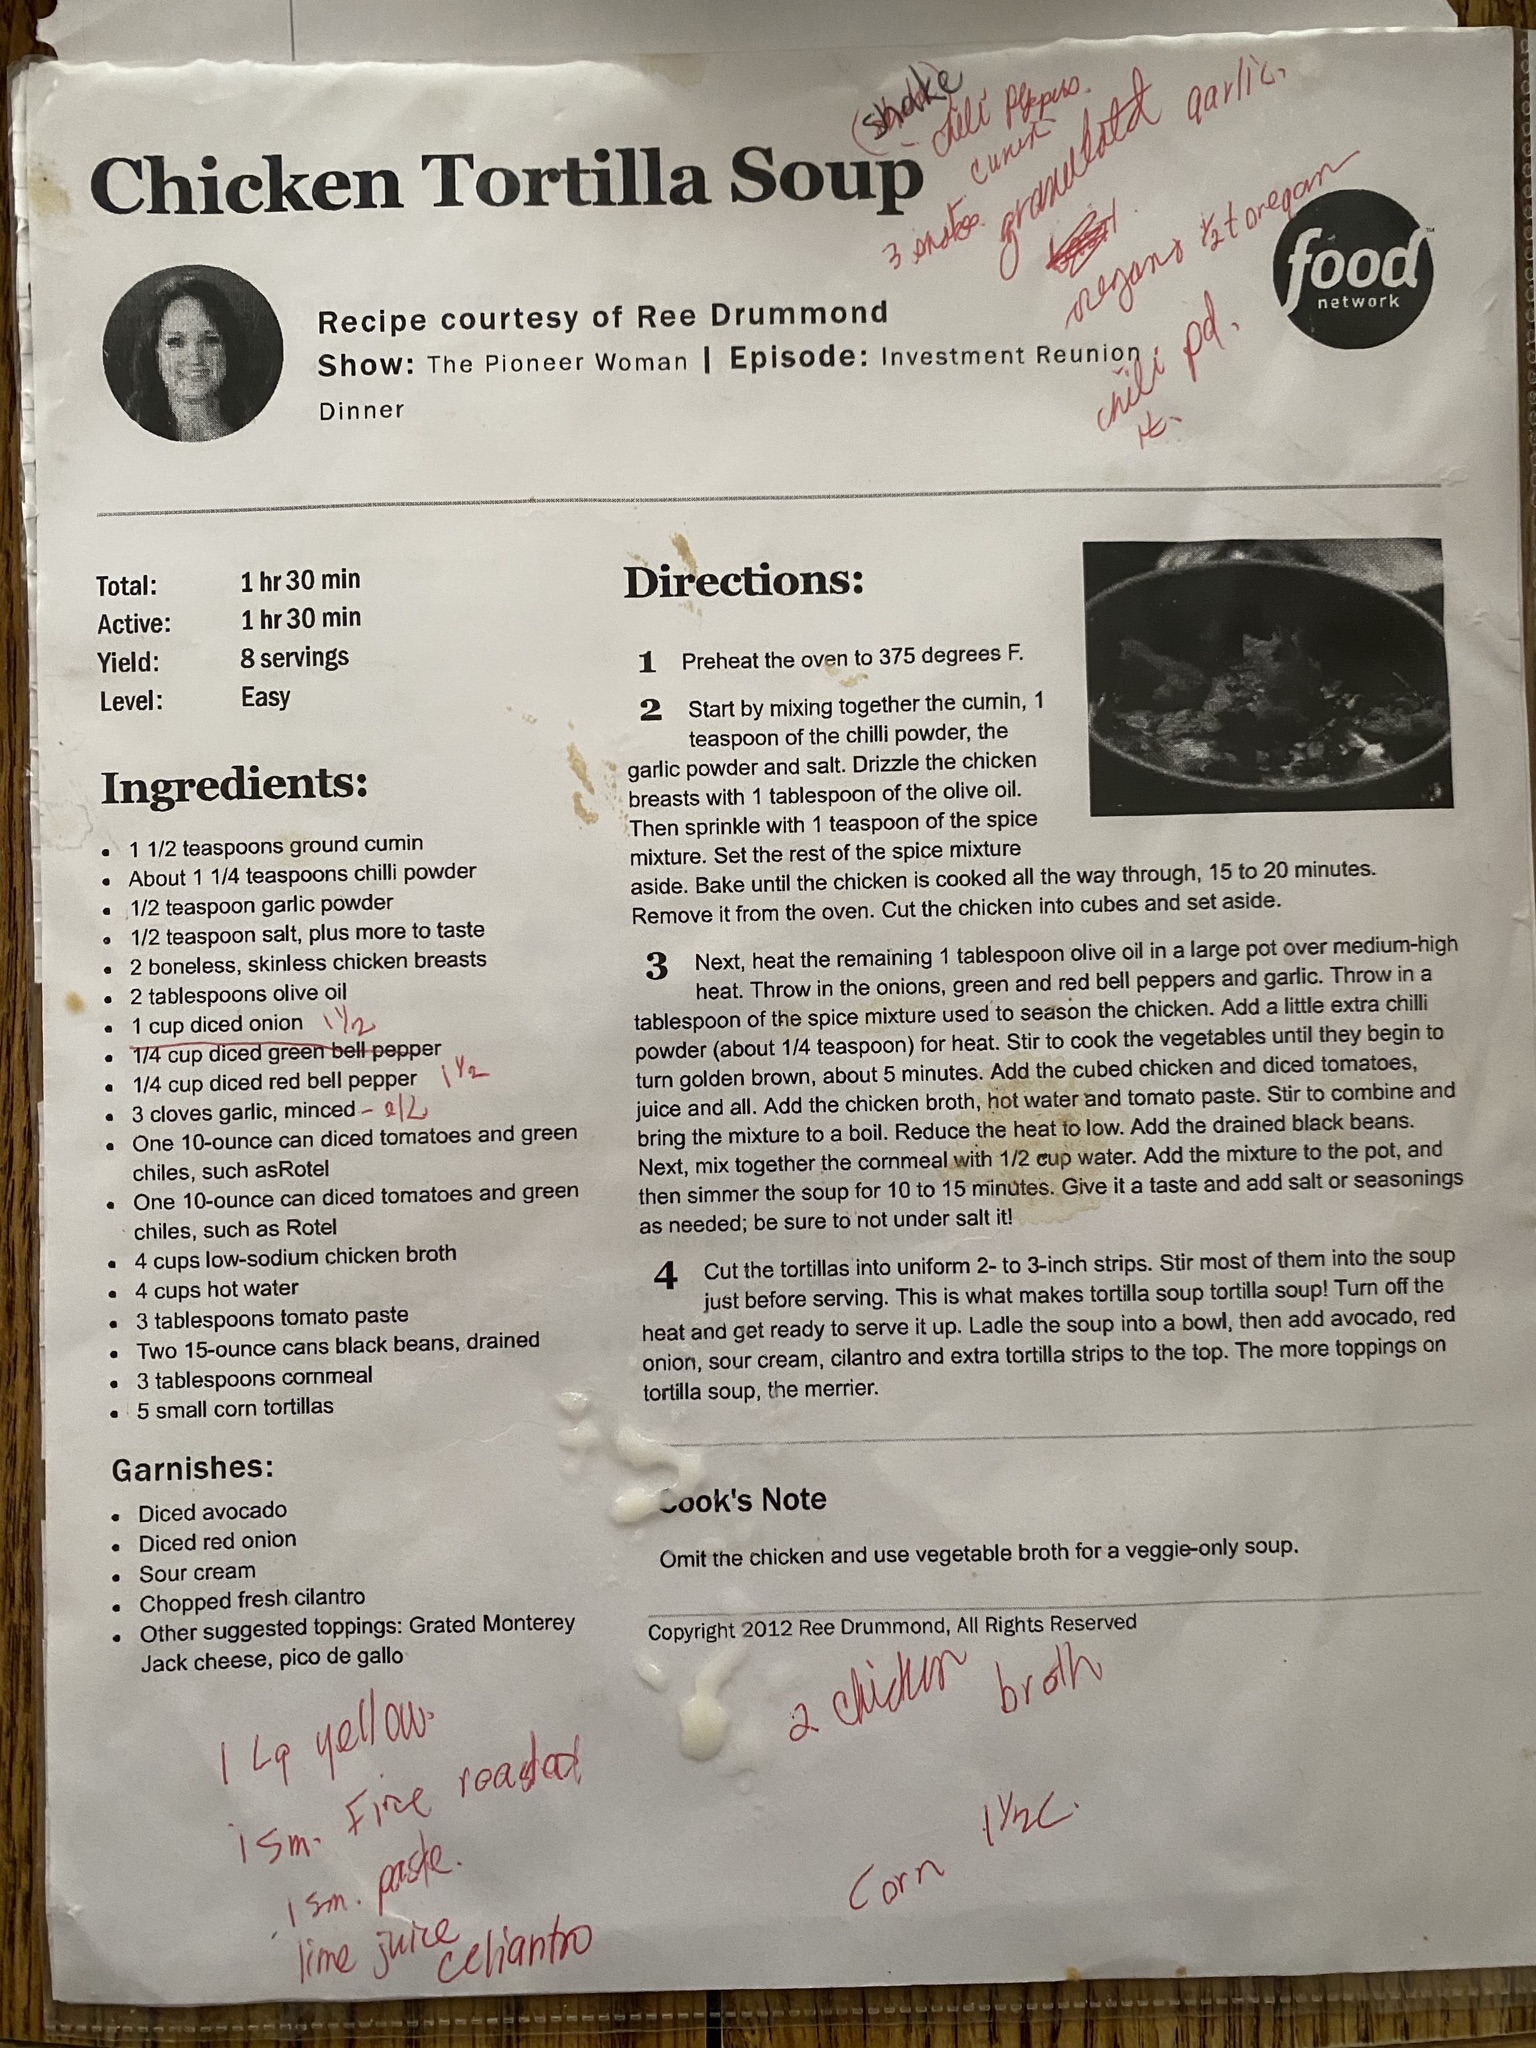 shake
chili peppers.
cumin
3 shakes granulated garlic.
oregano 1/2 t oregan
chili pd.
Chicken Tortilla Soup
food
network
Recipe courtesy of Ree Drummond
Show: The Pioneer Woman | Episode: Investment Reunion
Dinner
Total: 1 hr 30 min
Active: 1 hr 30 min
Yield: 8 servings
Level: Easy
Ingredients:
• 1 1/2 teaspoons ground cumin
• About 1 1/4 teaspoons chilli powder
• 1/2 teaspoon garlic powder
• 1/2 teaspoon salt, plus more to taste
• 2 boneless, skinless chicken breasts
• 2 tablespoons olive oil
• 1 cup diced onion 1 1/2
• 1/4 cup diced green bell pepper
• 1/4 cup diced red bell pepper 1 1/2
• 3 cloves garlic, minced -
• One 10-ounce can diced tomatoes and green
chiles, such asRotel
• One 10-ounce can diced tomatoes and green
chiles, such as Rotel
• 4 cups low-sodium chicken broth
• 4 cups hot water
• 3 tablespoons tomato paste
• Two 15-ounce cans black beans, drained
• 3 tablespoons cornmeal
• 5 small corn tortillas
Garnishes:
• Diced avocado
• Diced red onion
• Sour cream
• Chopped fresh cilantro
• Other suggested toppings: Grated Monterey
Jack cheese, pico de gallo
Directions:
1 Preheat the oven to 375 degrees F.
2 Start by mixing together the cumin, 1
teaspoon of the chilli powder, the
garlic powder and salt. Drizzle the chicken
breasts with 1 tablespoon of the olive oil.
Then sprinkle with 1 teaspoon of the spice
mixture. Set the rest of the spice mixture
aside. Bake until the chicken is cooked all the way through, 15 to 20 minutes.
Remove it from the oven. Cut the chicken into cubes and set aside.
3 Next, heat the remaining 1 tablespoon olive oil in a large pot over medium-high
heat. Throw in the onions, green and red bell peppers and garlic. Throw in a
tablespoon of the spice mixture used to season the chicken. Add a little extra chilli
powder (about 1/4 teaspoon) for heat. Stir to cook the vegetables until they begin to
turn golden brown, about 5 minutes. Add the cubed chicken and diced tomatoes,
juice and all. Add the chicken broth, hot water and tomato paste. Stir to combine and
bring the mixture to a boil. Reduce the heat to low. Add the drained black beans.
Next, mix together the cornmeal with 1/2 cup water. Add the mixture to the pot, and
then simmer the soup for 10 to 15 minutes. Give it a taste and add salt or seasonings
as needed; be sure to not under salt it!
4 Cut the tortillas into uniform 2- to 3-inch strips. Stir most of them into the soup
just before serving. This is what makes tortilla soup tortilla soup! Turn off the
heat and get ready to serve it up. Ladle the soup into a bowl, then add avocado, red
onion, sour cream, cilantro and extra tortilla strips to the top. The more toppings on
tortilla soup, the merrier.
Cook's Note
Omit the chicken and use vegetable broth for a veggie-only soup.
Copyright 2012 Ree Drummond, All Rights Reserved
1 Lg yellow.
1 sm. Fire roasted
1 sm. paste.
lime juice
celiantro
2 chicken broth
Corn 1 1/2 C.